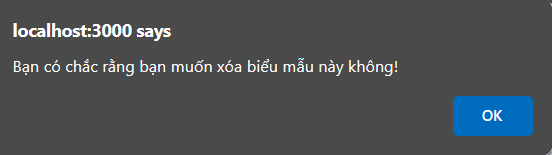 localhost:3000 says
Bạn có chắc rằng bạn muốn xóa biểu mẫu này không!
OK